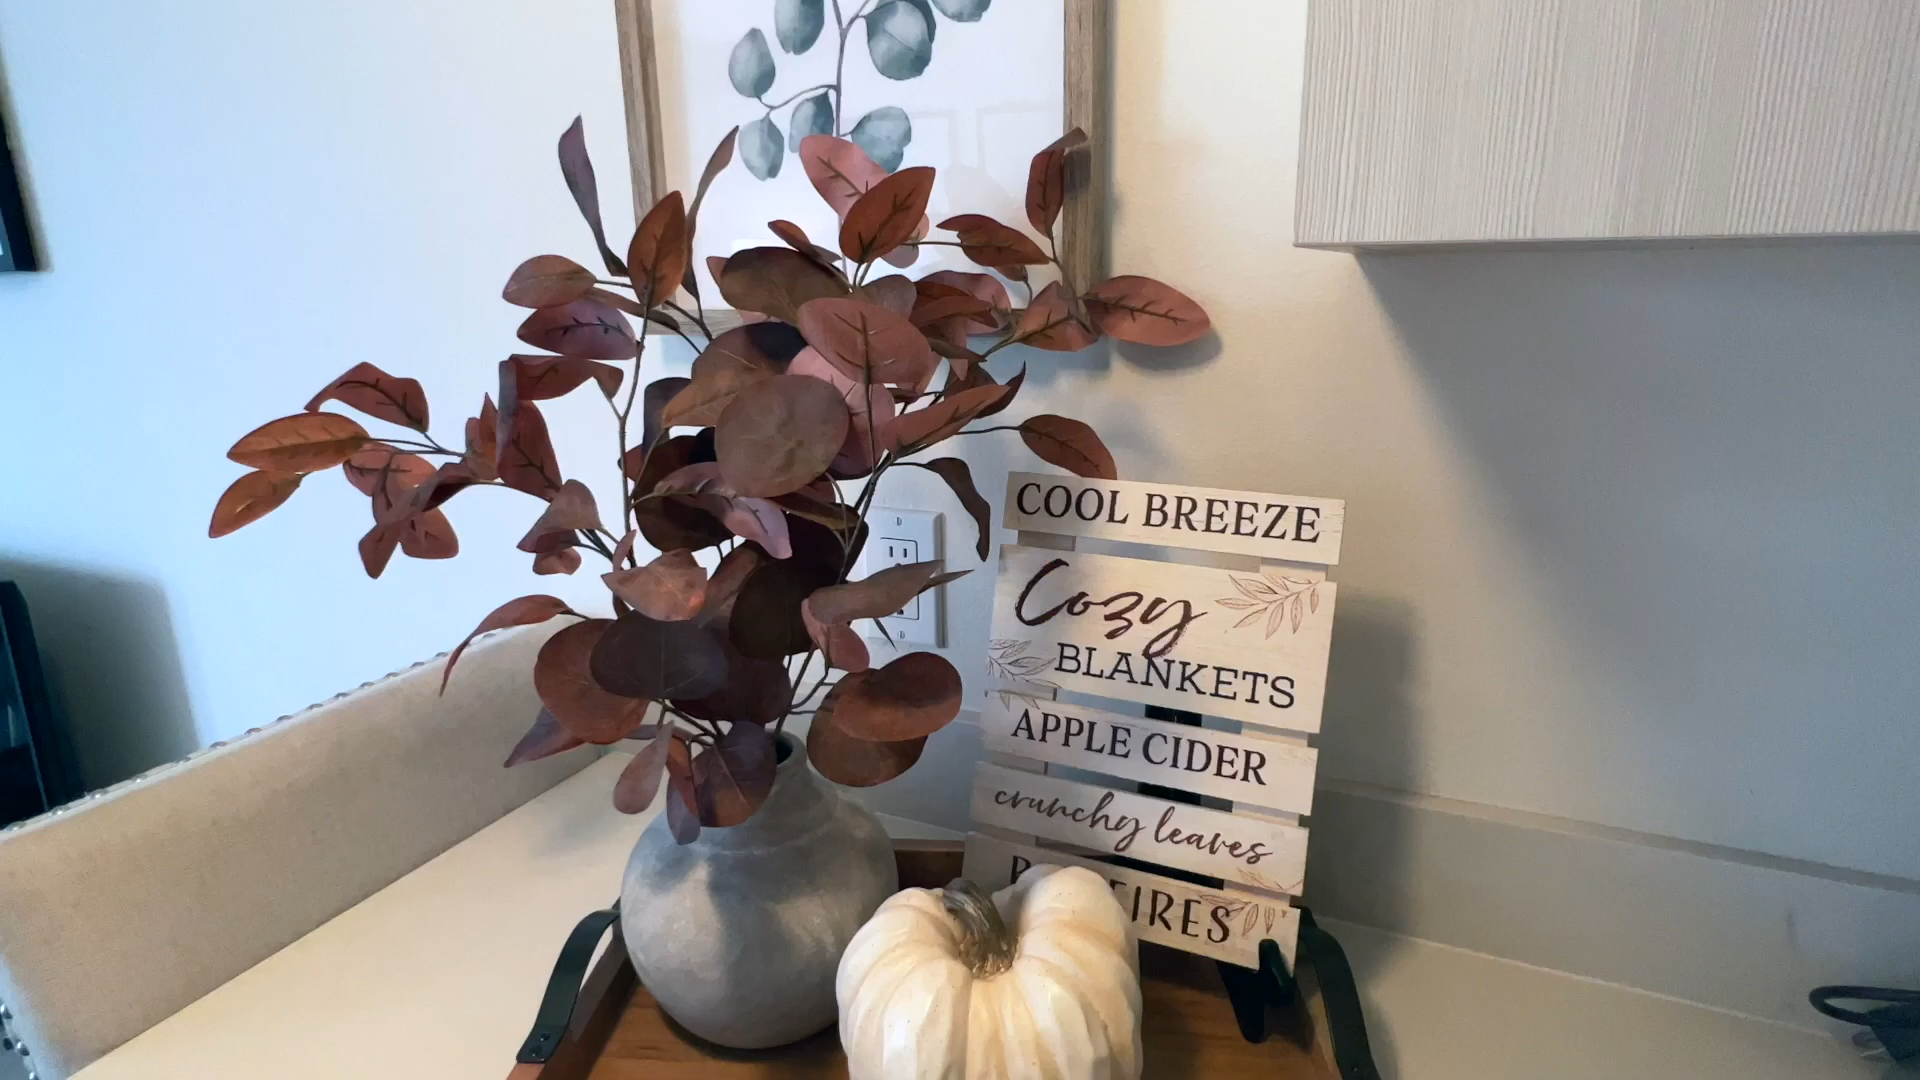 COOL BREEZE
Cozy
BLANKETS
APPLE CIDER
crunchy leaves